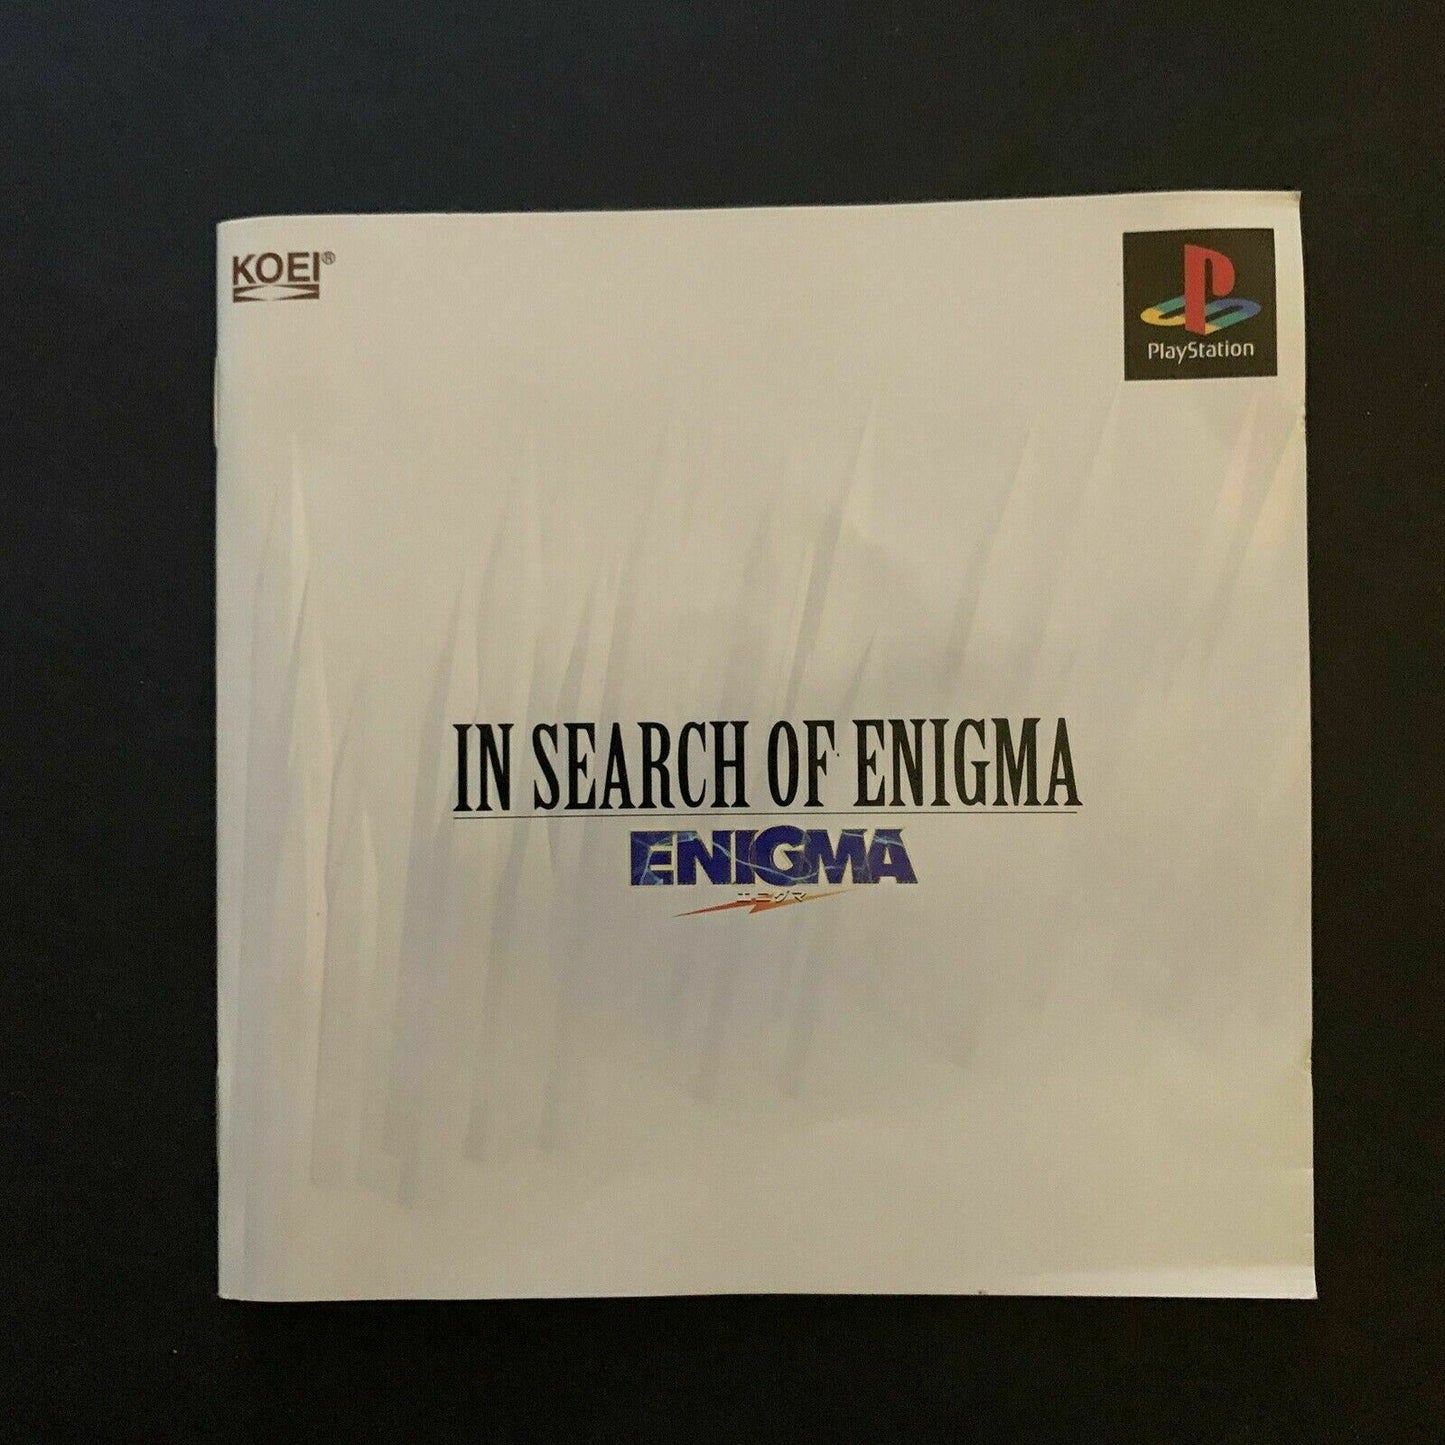 KOEI®
PlayStation
IN SEARCH OF ENIGMA
ENIGMA
エニグマ